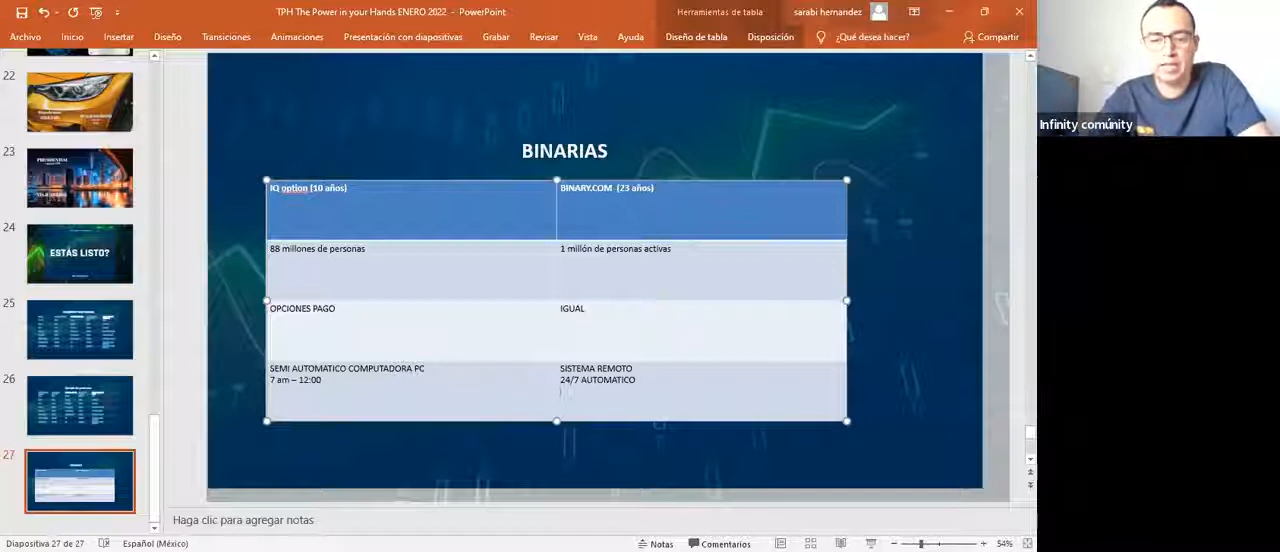 TPH The Power in your Hands ENERO 2022 – PowerPoint
Herramientas de tabla
sarabi hernandez
Archivo Inicio Insertar Diseño Transiciones Animaciones Presentación con diapositivas Grabar Revisar Vista Ayuda Diseño de tabla Disposición ¿Qué desea hacer? Compartir
22
23
PRESIDENTIAL
24
ESTÁS LISTO?
25
26
27
BINARIAS
IQ option (10 años)
BINARY.COM (23 años)
88 millones de personas
1 millón de personas activas
OPCIONES PAGO
IGUAL
SEMI AUTOMATICO COMPUTADORA PC
7 am – 12:00
SISTEMA REMOTO
24/7 AUTOMATICO
Infinity comúnity
Haga clic para agregar notas
Diapositiva 27 de 27 Español (México) Notas Comentarios 54%